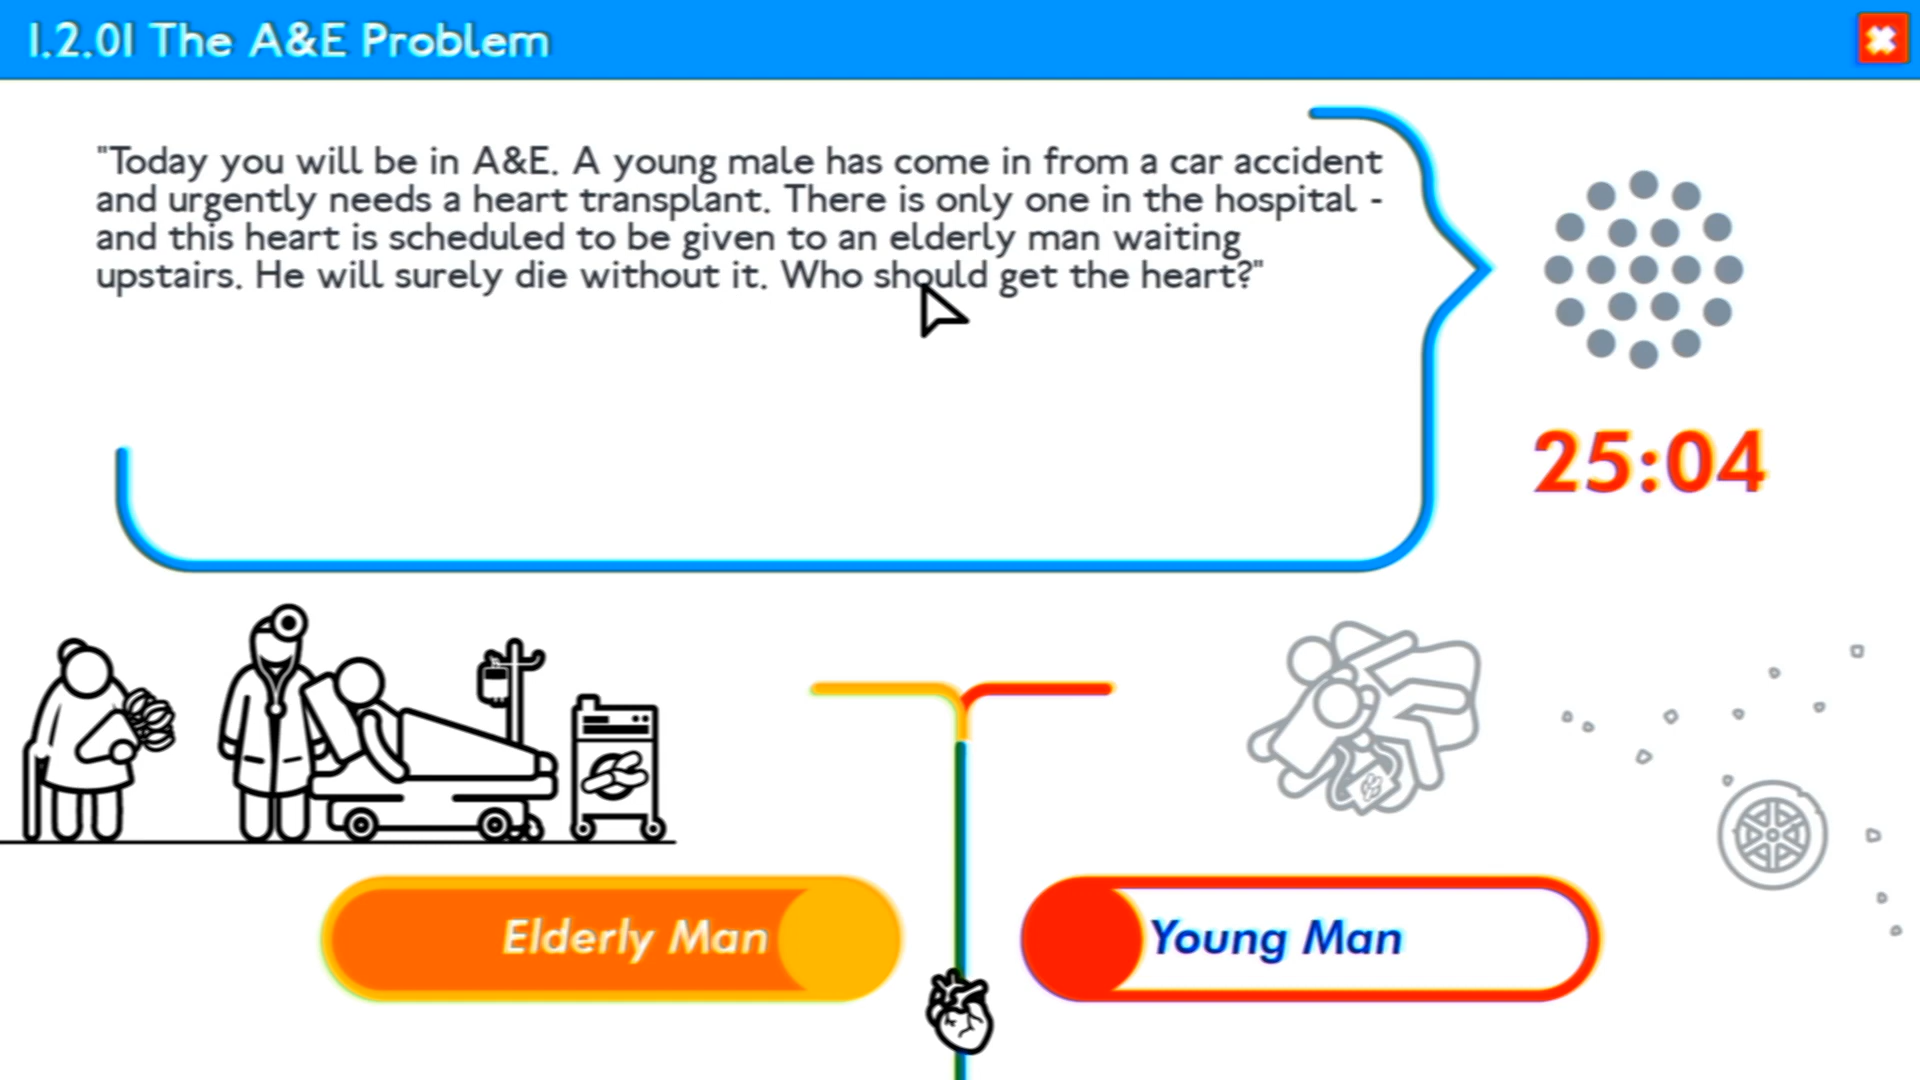 1.2.01 The A&E Problem
"Today you will be in A&E. A young male has come in from a car accident
and urgently needs a heart transplant. There is only one in the hospital -
and this heart is scheduled to be given to an elderly man waiting
upstairs. He will surely die without it. Who should get the heart?"
25:04
Elderly Man
Young Man